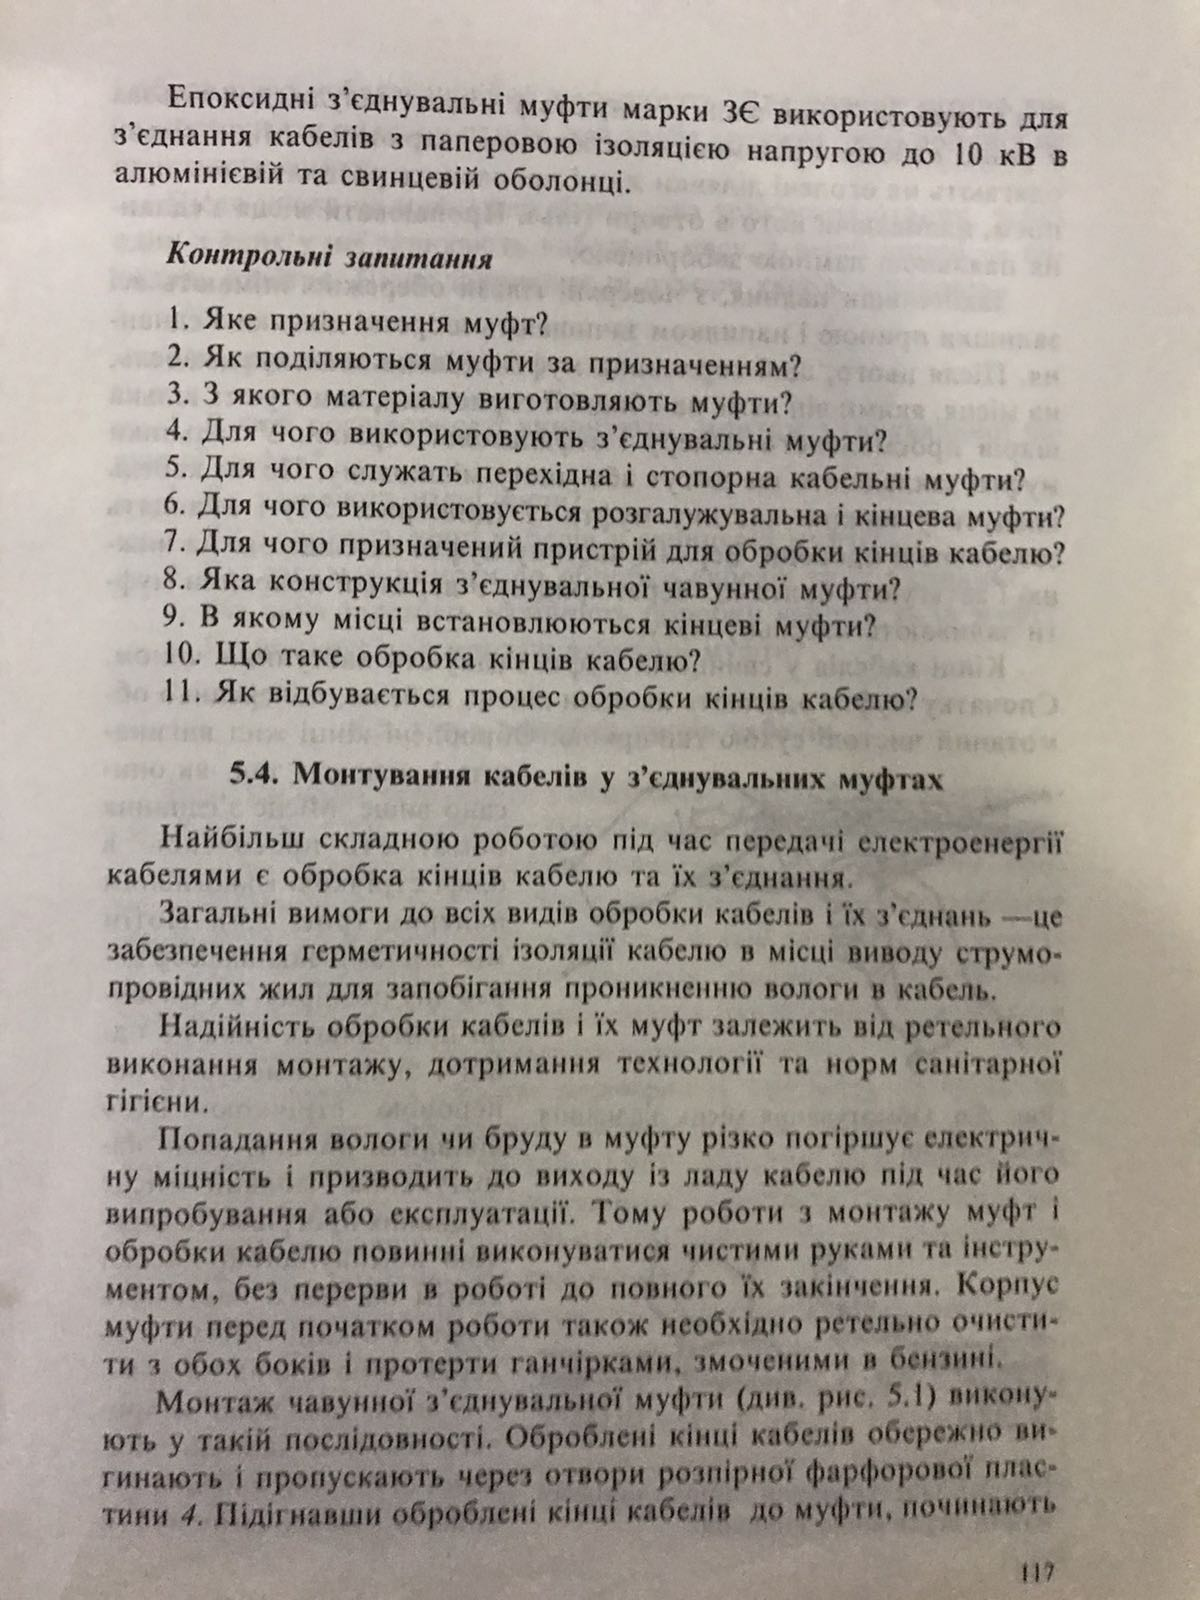 Епоксидні з’єднувальні муфти марки ЗЄ використовують для
з’єднання кабелів з паперовою ізоляцією напругою до 10 кВ в
алюмінієвій та свинцевій оболонці.
Контрольні запитання
1. Яке призначення муфт?
2. Як поділяються муфти за призначенням?
3. З якого матеріалу виготовляють муфти?
4. Для чого використовують з’єднувальні муфти?
5. Для чого служать перехідна і стопорна кабельні муфти?
6. Для чого використовується розгалужувальна і кінцева муфти?
7. Для чого призначений пристрій для обробки кінців кабелю?
8. Яка конструкція з’єднувальної чавунної муфти?
9. В якому місці встановлюються кінцеві муфти?
10. Що таке обробка кінців кабелю?
11. Як відбувається процес обробки кінців кабелю?
5.4. Монтування кабелів у з’єднувальних муфтах
Найбільш складною роботою під час передачі електроенергії
кабелями є обробка кінців кабелю та їх з’єднання.
Загальні вимоги до всіх видів обробки кабелів і їх з’єднань —це
забезпечення герметичності ізоляції кабелю в місці виводу струмо-
провідних жил для запобігання проникненню вологи в кабель.
Надійність обробки кабелів і їх муфт залежить від ретельного
виконання монтажу, дотримання технології та норм санітарної
гігієни.
Попадання вологи чи бруду в муфту різко погіршує електрич-
ну міцність і призводить до виходу із ладу кабелю під час його
випробування або експлуатації. Тому роботи з монтажу муфт і
обробки кабелю повинні виконуватися чистими руками та інстру-
ментом, без перерви в роботі до повного їх закінчення. Корпус
муфти перед початком роботи також необхідно ретельно очисти-
ти з обох боків і протерти ганчірками, змоченими в бензині.
Монтаж чавунної з’єднувальної муфти (див. рис. 5.1) викону-
ють у такій послідовності. Оброблені кінці кабелів обережно ви-
гинають і пропускають через отвори розпірної фарфорової плас-
тини 4. Підігнавши оброблені кінці кабелів до муфти, починають
117